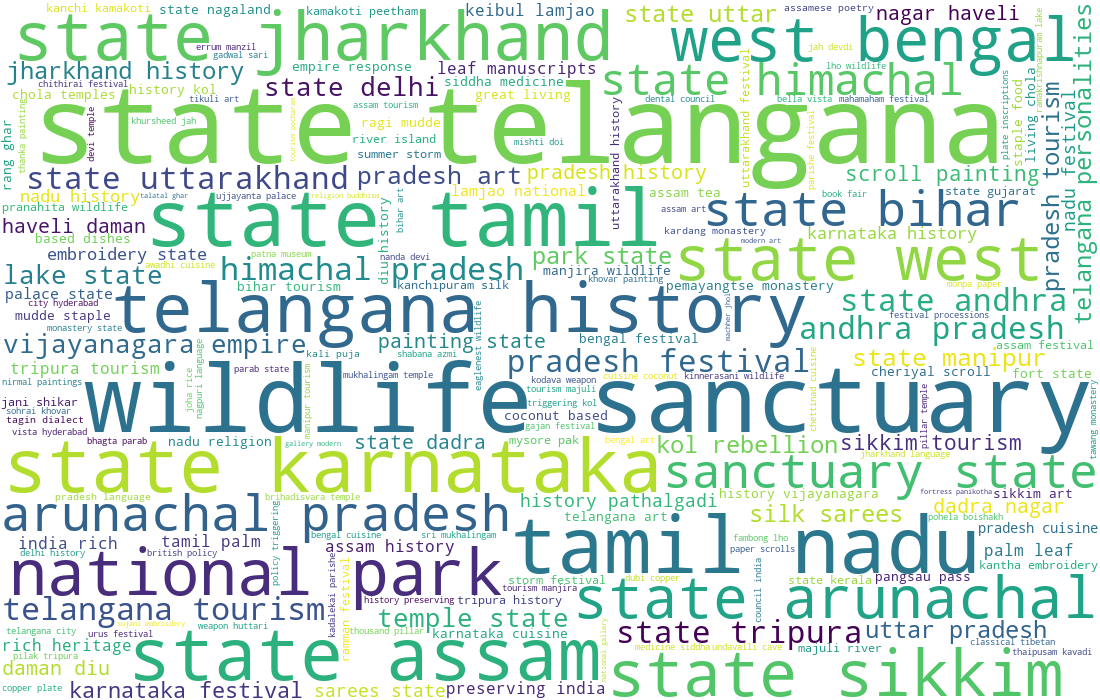 kanchi kamakoti
state nagaland
kamakoti peetham
keibul lamjao
state uttar
assamese poetry
nagar haveli
state jharkhand
west bengal
telangana personalities
errum manzil
gadwal sari
jah devdi
lho wildlife
ramakrishnapuram lake
jharkhand history
empire response
leaf manuscripts
siddha medicine
state himachal
chithirai festival
history kol
state delhi
great living
dental council
bella vista
mahamaham festival
chola temples
tikuli art
assam tourism
state telangana
rang ghar
thanka painting
devi temple
khursheed jah
ragi mudde
river island
mishti doi
summer storm
uttarakhand history
uttarakhand festival
plate inscriptions
living chola
staple food
pradesh tourism
nadu festival
state uttarakhand
pradesh art
pradesh history
scroll painting
nadu history
talatal ghar
ujjayanta palace
religion buddhism
bihar art
lamjao national
assam tea
book fair
state gujarat
pranahita wildlife
haveli daman
state tamil
assam art
state bihar
based dishes
diu history
kardang monastery
karnataka history
modern art
embroidery state
patna museum
nanda devi
park state
state west
awadhi cuisine
lake state
himachal pradesh
manjira wildlife
khovar painting
bihar tourism
kanchipuram silk
pemayangtse monastery
monpa paper
palace state
city hyderabad
telangana history
state andhra
mudde staple
macher jhol
festival processions
monastery state
andhra pradesh
vijayanagara empire
kali puja
painting state
bengal festival
assam festival
shabana azmi
eaglenest wildlife
tripura tourism
parab state
pradesh festival
state manipur
cheriyal scroll
fort state
nirmal paintings
joha rice
nagpuri language
mukhalingam temple
manipur tourism
kodava weapon
cuisine coconut
kinnerasani wildlife
chettinad cuisine
wildlife sanctuary
jani shikar
tourism majuli
sohrai khovar
triggering kol
tagin dialect
coconut based
pillar temple
vista hyderabad
gajan festival
tawang monastery
bhagta parab
nadu religion
gallery modern
state dadra
mysore pak
bengal art
kol rebellion
sikkim tourism
state karnataka
jharkhand language
sanctuary state
pradesh language
brihadisvara temple
history pathalgadi
history vijayanagara
fortress panikotha
sikkim art
arunachal pradesh
policy triggering
telangana art
silk sarees
dadra nagar
pohela boishakh
pradesh cuisine
india rich
tamil palm
bengal cuisine
sri mukhalingam
tamil nadu
fambong lho
delhi history
british policy
assam history
paper scrolls
palm leaf
kantha embroidery
national park
storm festival
dubi copper
state kerala
pangsau pass
tourism manjira
council india
state arunachal
history preserving
tripura history
telangana tourism
kadalekai parishe
ramman festival
thousand pillar
temple state
sujani embroidery
weapon huttari
telangana city
urus festival
karnataka cuisine
state tripura
uttar pradesh
rich heritage
state assam
national gallery
medicine siddha
undavalli cave
majuli river
classical tibetan
pilak tripura
thaipusam kavadi
daman diu
state sikkim
copper plate
karnataka festival
sarees state
preserving india